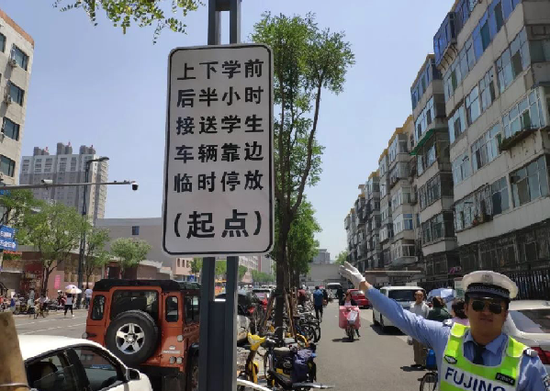 上下学前
后半小时
接送学生
车辆靠边
临时停放
(起点)
FUJING